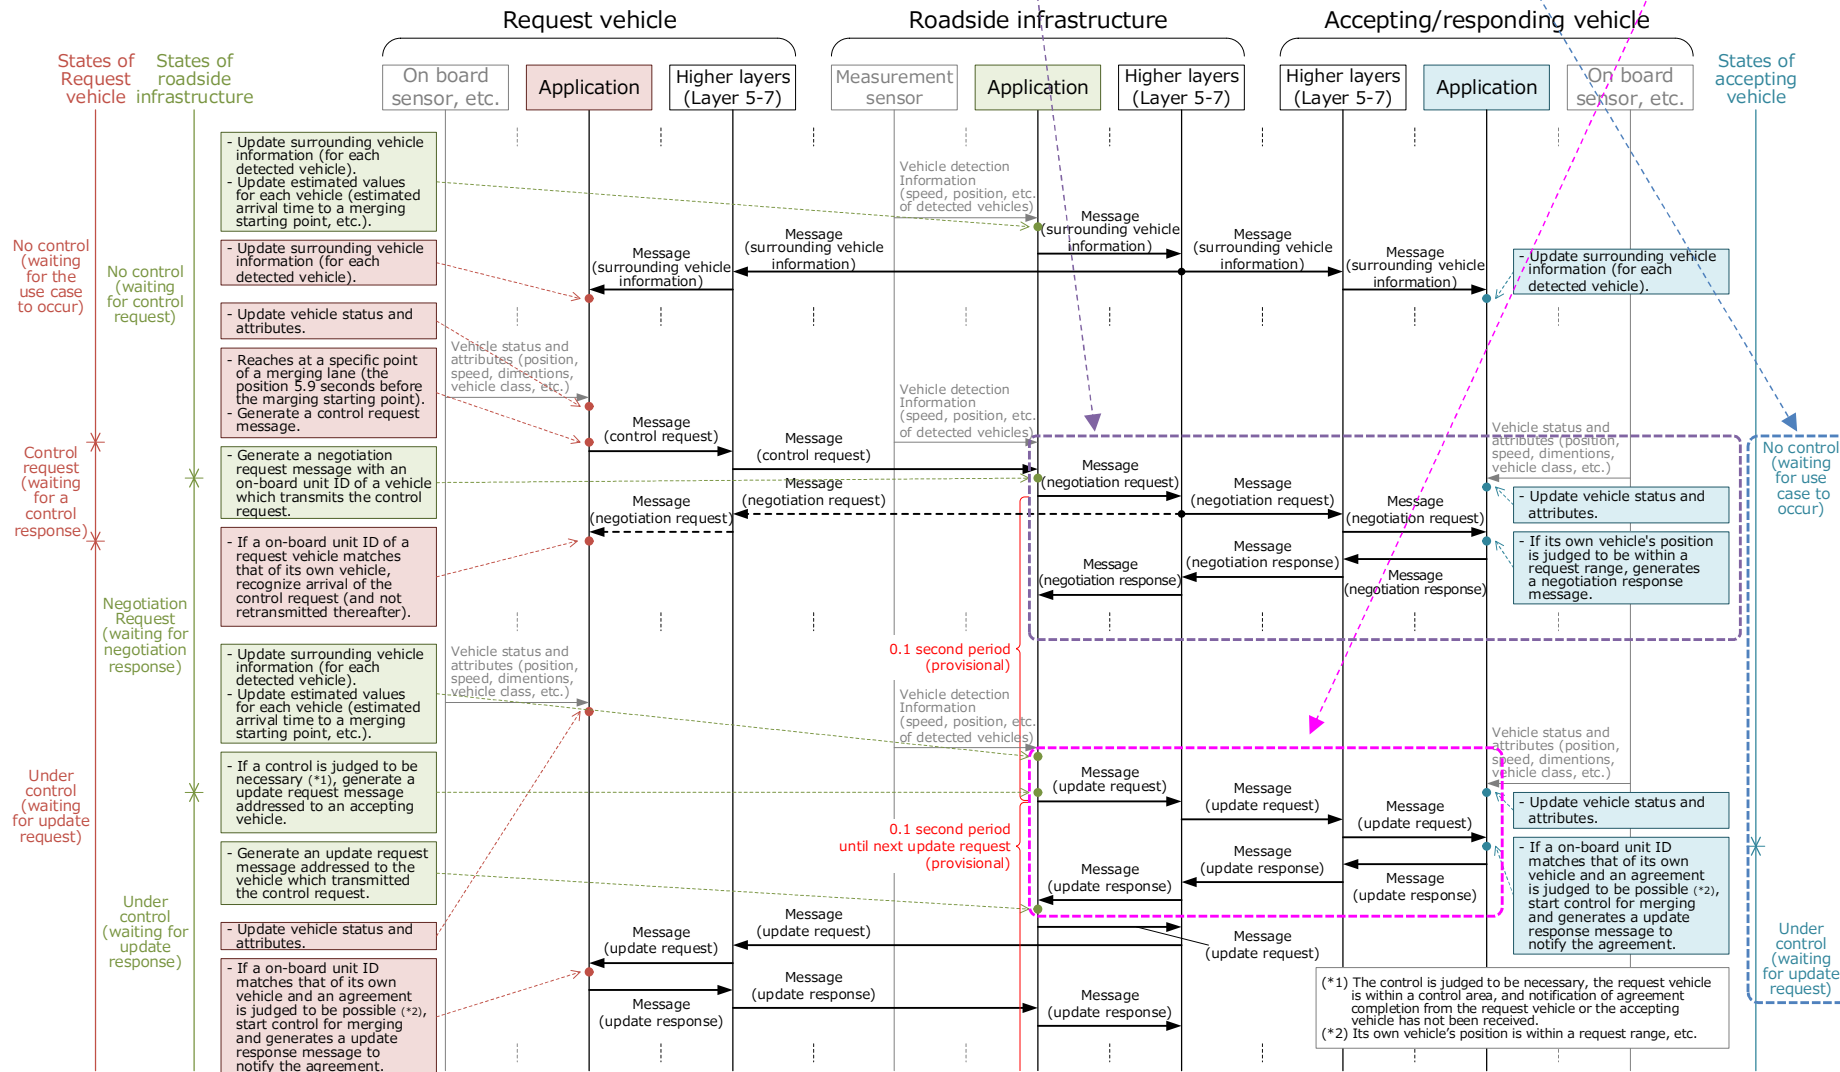 Request vehicle
Roadside infrastructure
Accepting/responding vehicle
States of
Request
vehicle
States of
roadside
infrastructure
On board
sensor, etc.
Application
Higher layers
(Layer 5-7)
Measurement
sensor
Application
Higher layers
(Layer 5-7)
Higher layers
(Layer 5-7)
Application
On board
sensor, etc.
States of
accepting
vehicle
No control
(waiting
for the
use case
to occur)
Control
request
(waiting
for a
control
response)
Under
control
(waiting
for update
request)
No control
(waiting
for control
request)
Negotiation
Request
(waiting for
negotiation
response)
Under
control
(waiting for
update
response)
- Update surrounding vehicle
information (for each
detected vehicle).
- Update estimated values
for each vehicle (estimated
arrival time to a merging
starting point, etc.).
- Update surrounding vehicle
information (for each
detected vehicle).
- Update vehicle status and
attributes.
- Reaches at a specific point
of a merging lane (the
position 5.9 seconds before
the marging starting point).
- Generate a control request
message.
- Generate a negotiation
request message with an
on-board unit ID of a vehicle
which transmits the control
request.
- If a on-board unit ID of a
request vehicle matches
that of its own vehicle,
recognize arrival of the
control request (and not
retransmitted thereafter).
- Update surrounding vehicle
information (for each
detected vehicle).
- Update estimated values
for each vehicle (estimated
arrival time to a merging
starting point, etc.).
- If a control is judged to be
necessary (*1), generate a
update request message
addressed to an accepting
vehicle.
- Generate an update request
message addressed to the
vehicle which transmitted
the control request.
- Update vehicle status and
attributes.
- If a on-board unit ID
matches that of its own
vehicle and an agreement
is judged to be possible (*2),
start control for merging
and generates a update
response message to
notify the agreement.
Vehicle detection
Information
(speed, position, etc.
of detected vehicles)
Message
(surrounding vehicle
information)
Message
(surrounding vehicle
information)
Message
(surrounding vehicle
information)
Message
(surrounding vehicle
information)
Message
(surrounding vehicle
information)
- Update surrounding vehicle
information (for each
detected vehicle).
Vehicle status and
attributes (position,
speed, dimentions,
vehicle class, etc.)
Vehicle detection
Information
(speed, position, etc.
of detected vehicles)
Message
(control request)
Message
(control request)
Message
(negotiation request)
Message
(negotiation request)
Message
(negotiation request)
Message
(negotiation request)
Message
(negotiation request)
Message
(negotiation response)
Message
(negotiation response)
Message
(negotiation response)
Vehicle status and
attributes (position,
speed, dimentions,
vehicle class, etc.)
- Update vehicle status and
attributes.
- If its own vehicle's position
is judged to be within a
request range, generates
a negotiation response
message.
No control
(waiting
for use
case to
occur)
0.1 second period
(provisional)
Vehicle status and
attributes (position,
speed, dimentions,
vehicle class, etc.)
Vehicle detection
Information
(speed, position, etc.
of detected vehicles)
Message
(update request)
Message
(update request)
Message
(update request)
Vehicle status and
attributes (position,
speed, dimentions,
vehicle class, etc.)
- Update vehicle status and
attributes.
0.1 second period
until next update request
(provisional)
Message
(update response)
Message
(update response)
Message
(update response)
- If a on-board unit ID
matches that of its own
vehicle and an agreement
is judged to be possible (*2),
start control for merging
and generates a update
response message to
notify the agreement.
Message
(update request)
Message
(update request)
Message
(update request)
Message
(update response)
Message
(update response)
Message
(update response)
Under
control
(waiting
for update
request)
(*1) The control is judged to be necessary, the request vehicle
is within a control area, and notification of agreement
completion from the request vehicle or the accepting
vehicle has not been received.
(*2) Its own vehicle's position is within a request range, etc.